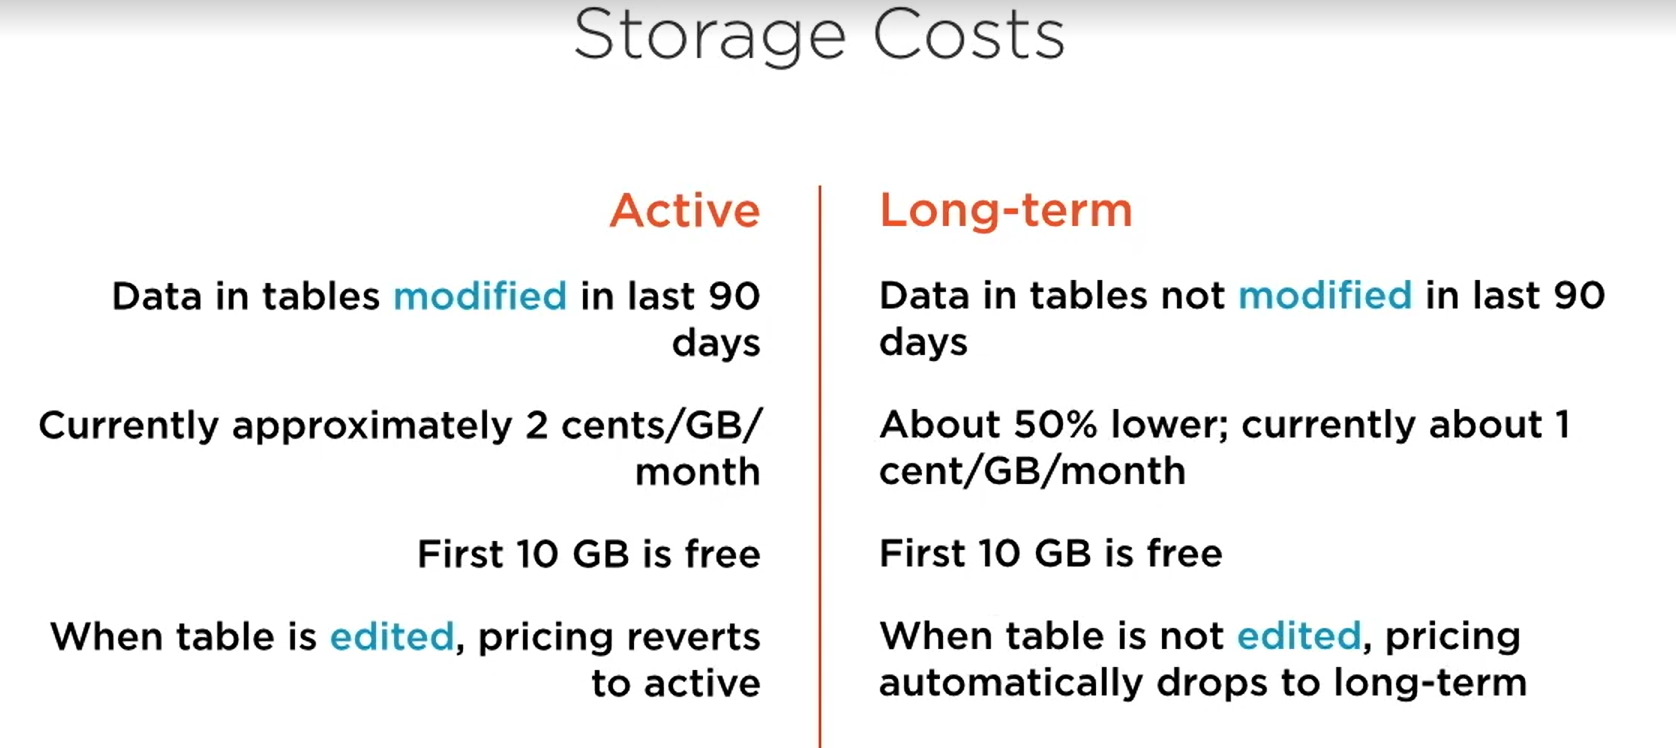 Storage Costs
Active
Data in tables modified in last 90
days
Currently approximately 2 cents/GB/
month
First 10 GB is free
When table is edited, pricing reverts
to active
Long-term
Data in tables not modified in last 90
days
About 50% lower; currently about 1
cent/GB/month
First 10 GB is free
When table is not edited, pricing
automatically drops to long-term